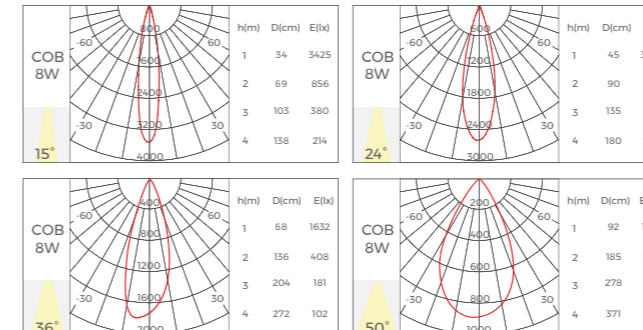 COB
8W
15°
-60
60
-30
30
800
1600
2400
3200
4000
h(m) D(cm) E(lx)
1 34 3425
2 69 856
3 103 380
4 138 214
COB
8W
24°
-60
60
-30
30
600
1200
1800
2400
3000
h(m) D(cm)
1 45
2 90
3 135
4 180
COB
8W
36°
-60
60
-30
30
400
800
1200
1600
2000
h(m) D(cm) E(lx)
1 68 1632
2 136 408
3 204 181
4 272 102
COB
8W
50°
-60
60
-30
30
200
400
600
800
1000
h(m) D(cm)
1 92
2 185
3 278
4 371